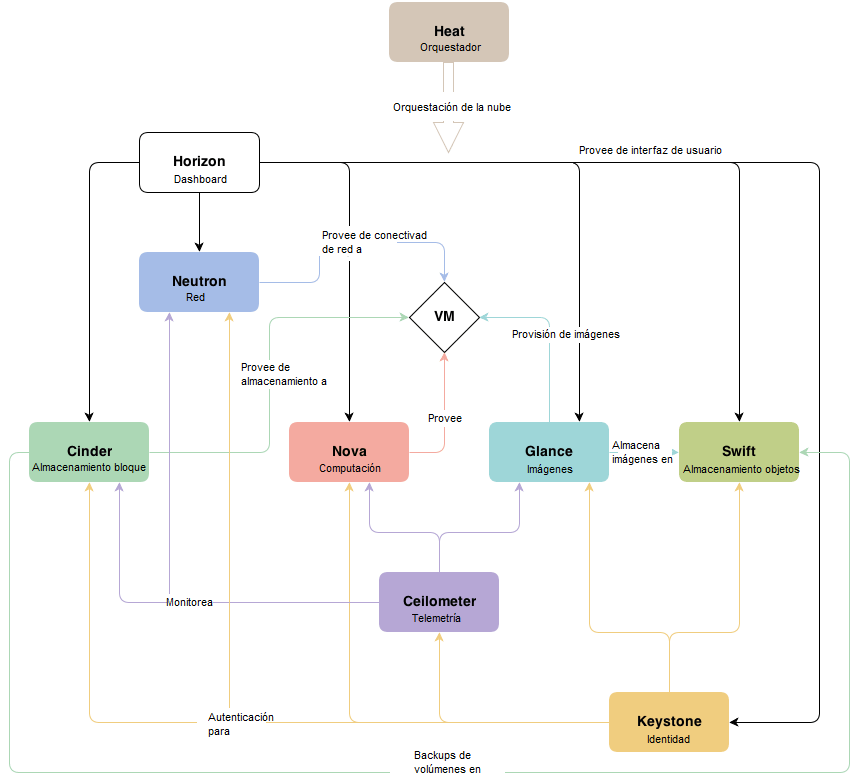 Heat
Orquestador
Orquestación de la nube
Provee de interfaz de usuario
Horizon
Dashboard
Provee de conectivad
de red a
Neutron
Red
VM
Provisión de imágenes
Provee de
almacenamiento a
Provee
Cinder
Almacenamiento bloque
Nova
Computación
Glance
Imágenes
Almacena
imágenes en
Swift
Almacenamiento objetos
Ceilometer
Telemetría
Monitorea
Autenticación
para
Keystone
Identidad
Backups de
volúmenes en